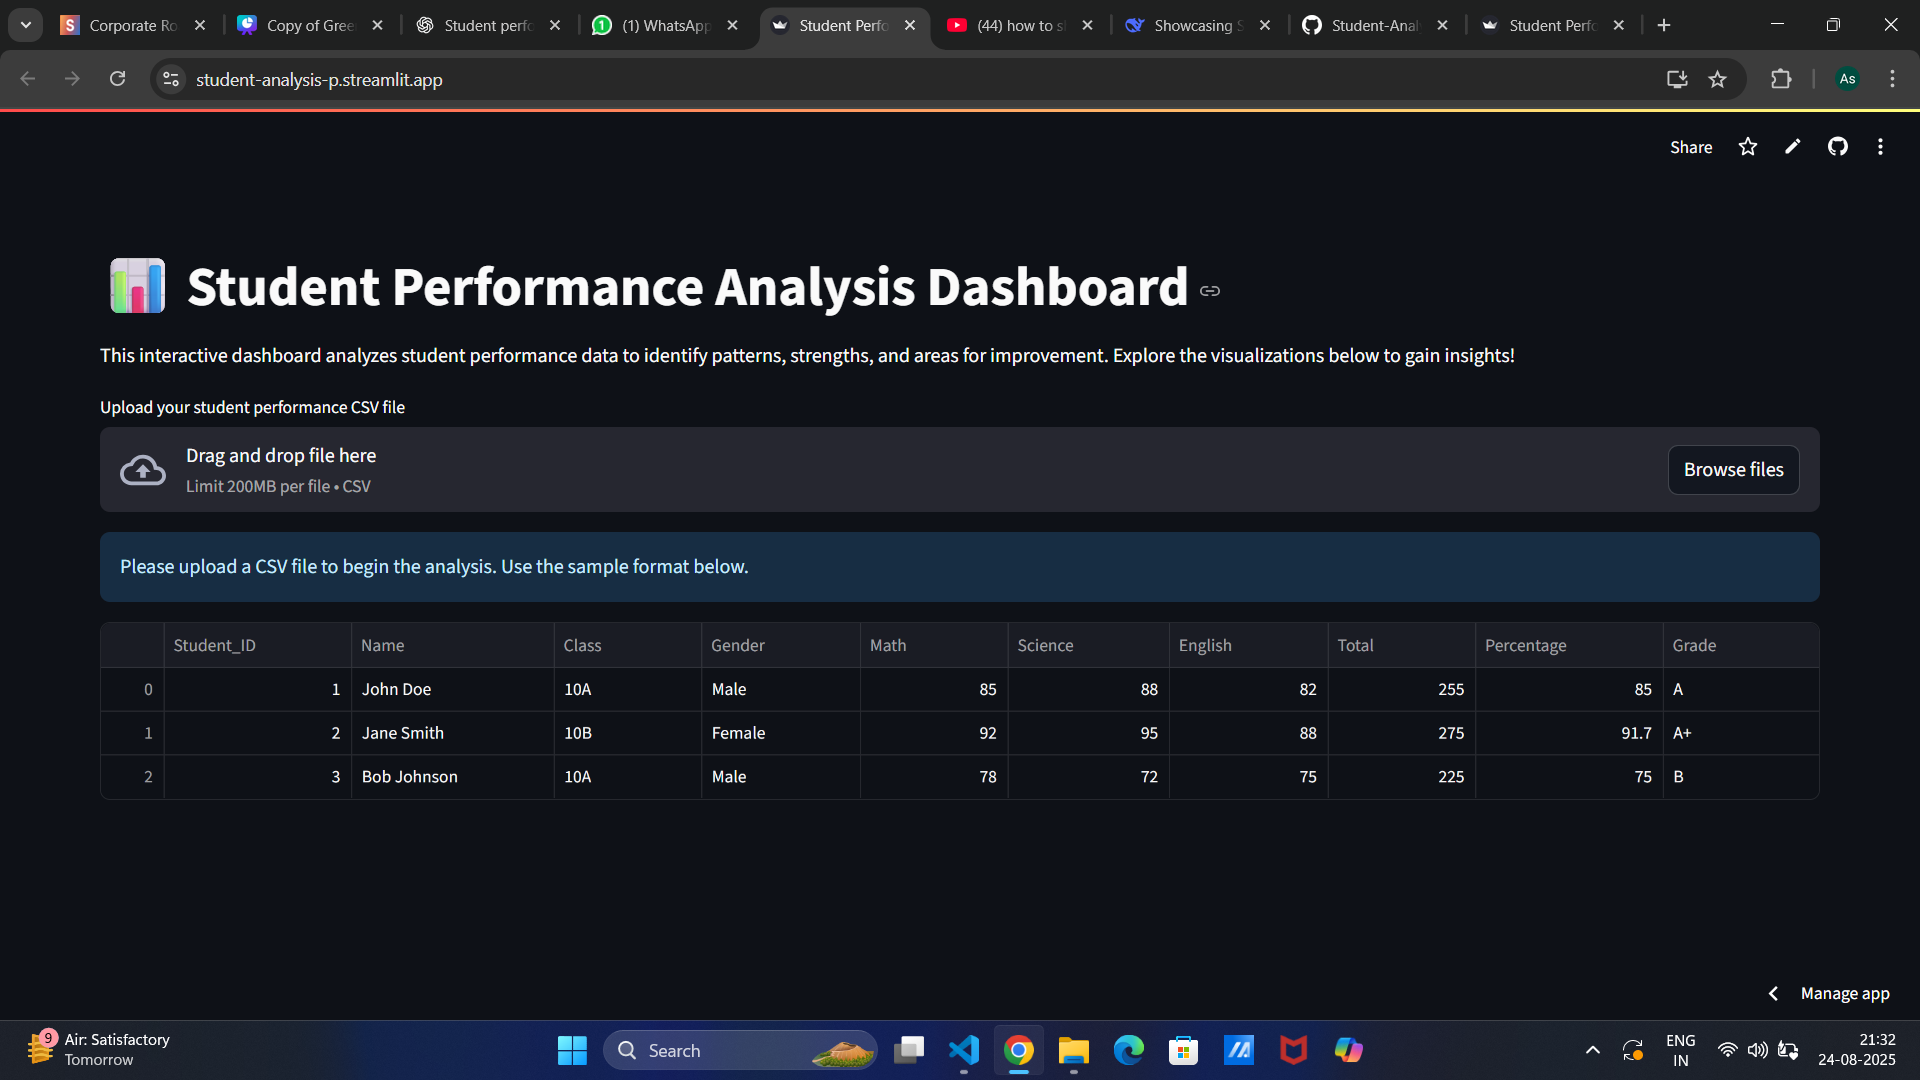 Corporate Ro
Copy of Gree
Student perfo
(1) WhatsApp
Student Perfo
(44) how to sh
Showcasing S
Student-Anal
Student Perfo
student-analysis-p.streamlit.app
As
Share
Student Performance Analysis Dashboard
This interactive dashboard analyzes student performance data to identify patterns, strengths, and areas for improvement. Explore the visualizations below to gain insights!
Upload your student performance CSV file
Drag and drop file here
Limit 200MB per file • CSV
Browse files
Please upload a CSV file to begin the analysis. Use the sample format below.
Student_ID Name Class Gender Math Science English Total Percentage Grade
0 1 John Doe 10A Male 85 88 82 255 85 A
1 2 Jane Smith 10B Female 92 95 88 275 91.7 A+
2 3 Bob Johnson 10A Male 78 72 75 225 75 B
Manage app
9
Air: Satisfactory
Tomorrow
Search
ENG
IN
21:32
24-08-2025